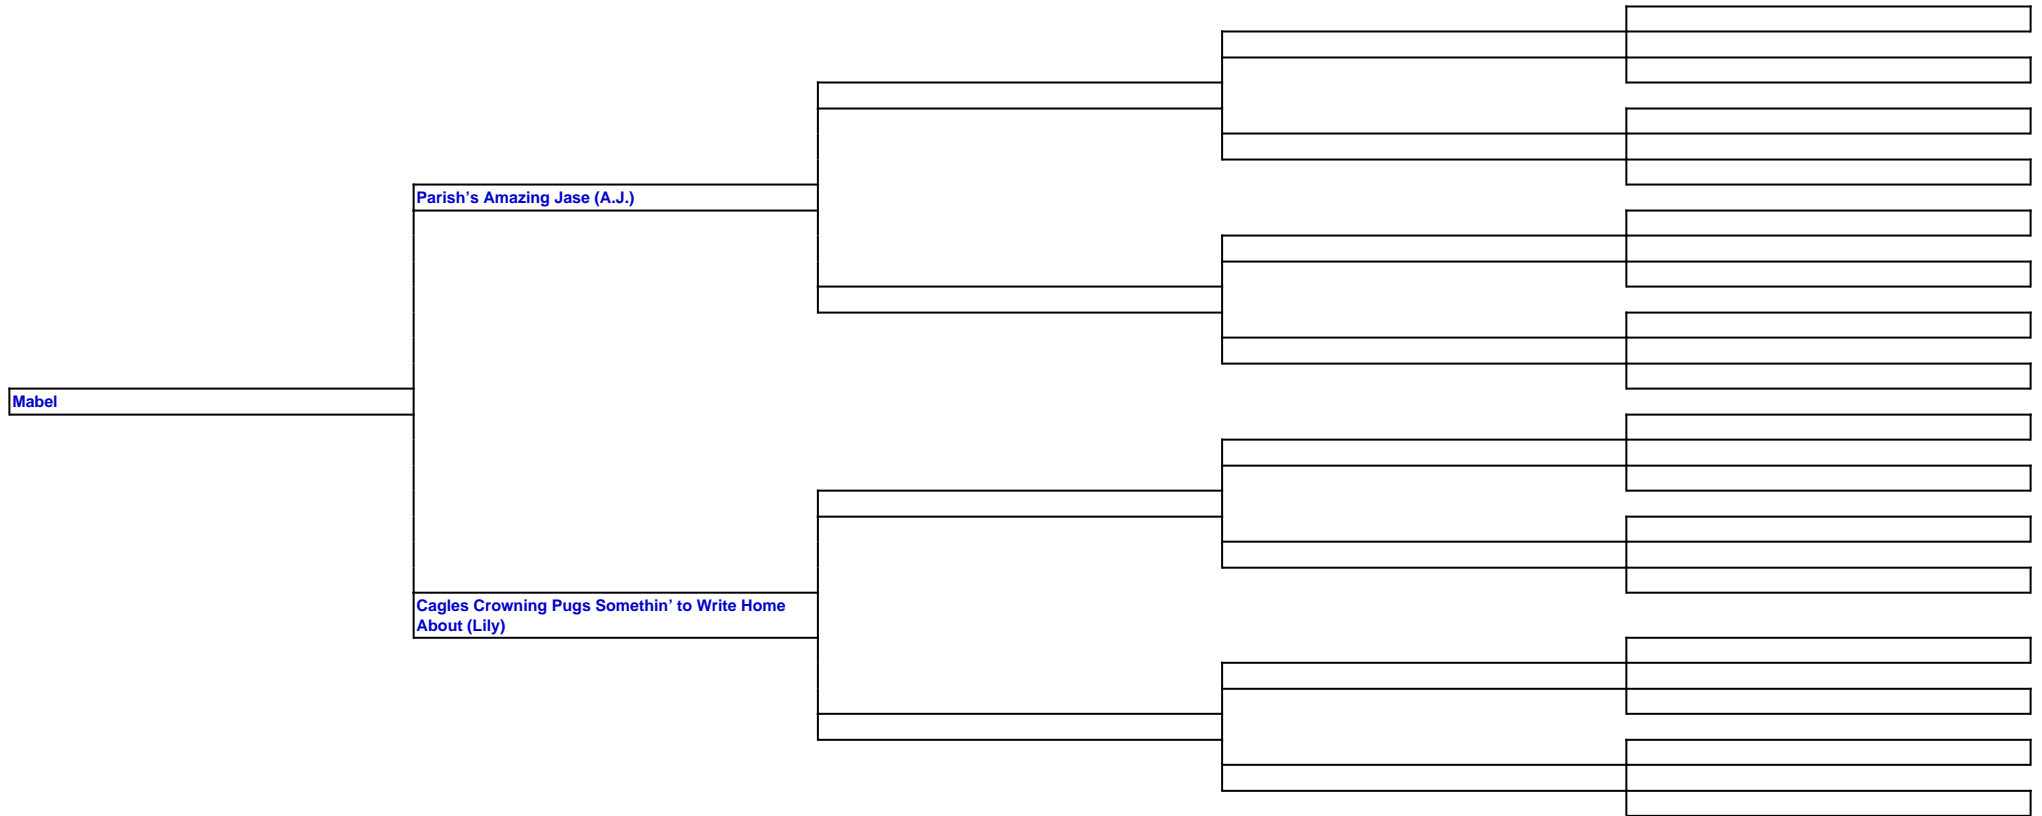 Parish’s Amazing Jase (A.J.)
Mabel
Cagles Crowning Pugs Somethin’ to Write Home
About (Lily)